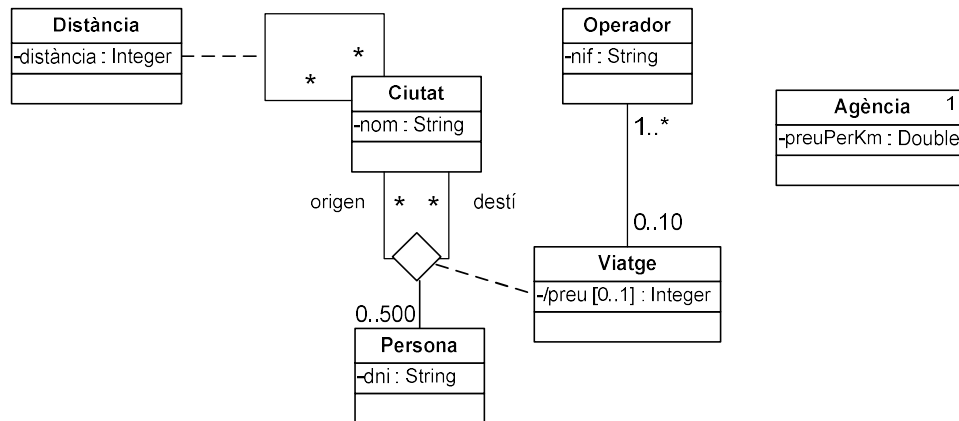 Distància
-distància : Integer
*
*
Ciutat
-nom : String
Operador
-nif : String
1..*
0..10
Agència 1
-preuPerKm : Double
origen * * destí
Viatge
-/preu [0..1] : Integer
0..500
Persona
-dni : String